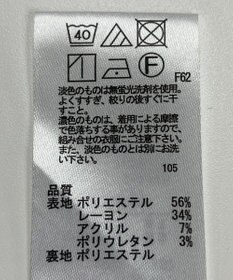 40
F
F62
淡色のものは無蛍光洗剤を使用。
よくすすぎ、絞りの後すぐに干
すこと。
濃色のものは、着用による摩擦
で色落ちする事がありますので、
組み合せの衣服にご注意下さい。
また、淡色のものとは別にお洗
い下さい。
105
品質
表地 ポリエステル 56%
レーヨン 34%
アクリル 7%
ポリウレタン 3%
裏地 ポリエステル